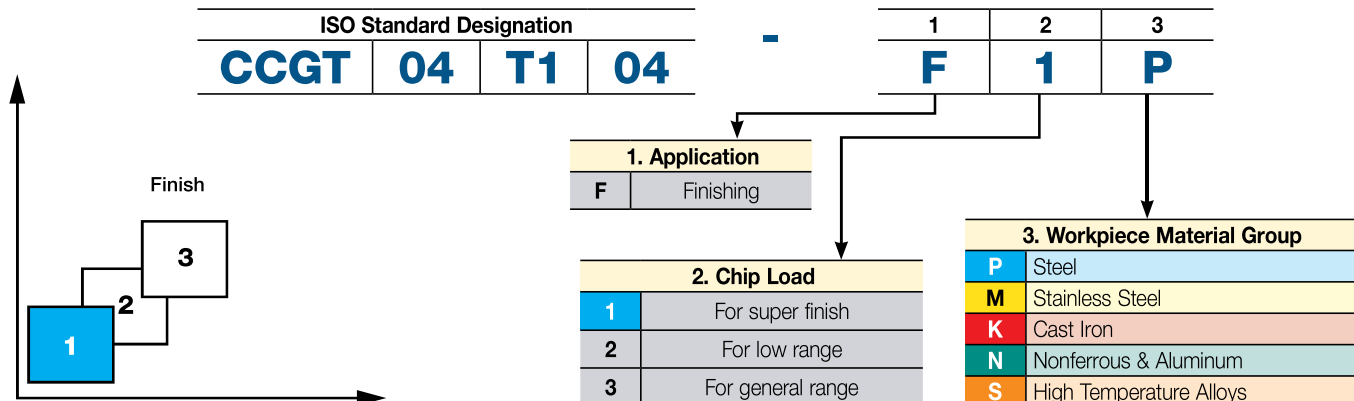 ISO Standard Designation
CCGT 04 T1 04 - 
1 2 3
F 1 P
1. Application
F Finishing
Finish
3
2
1
2. Chip Load
1 For super finish
2 For low range
3 For general range
3. Workpiece Material Group
P Steel
M Stainless Steel
K Cast Iron
N Nonferrous & Aluminum
S High Temperature Alloys